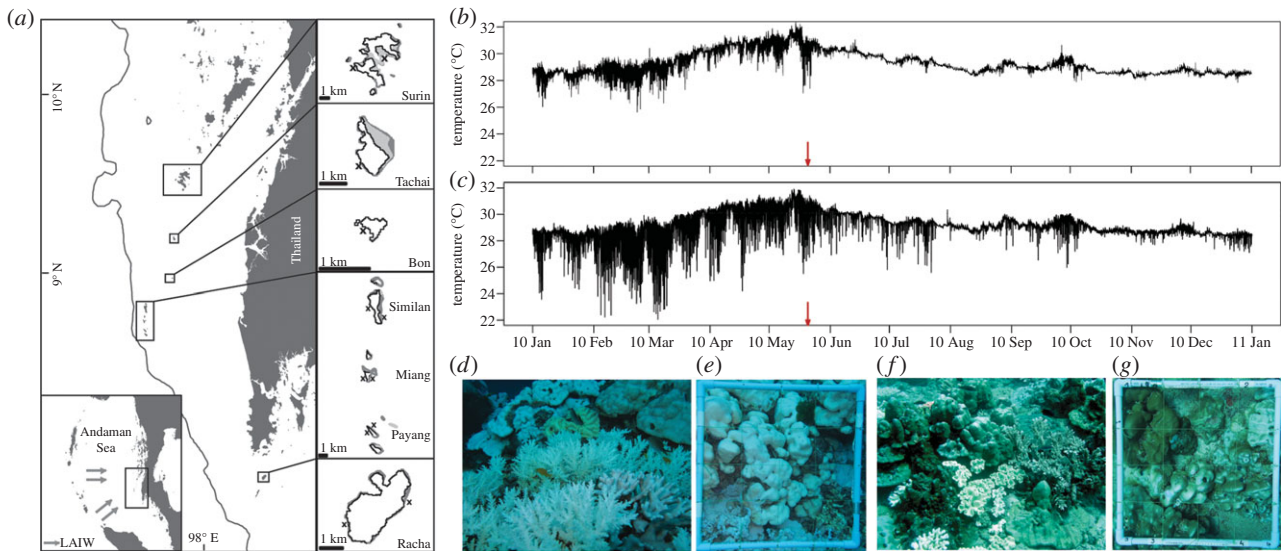 (a)
10° N
9° N
98° E
Thailand
Andaman
Sea
LAIW
1 km
Surin
1 km
Tachai
1 km
Bon
Similan
Miang
Payang
1 km
1 km
Racha
(b)
temperature (°C)
32
30
28
26
24
22
(c)
temperature (°C)
32
30
28
26
24
22
10 Jan 10 Feb 10 Mar 10 Apr 10 May 10 Jun 10 Jul 10 Aug 10 Sep 10 Oct 10 Nov 10 Dec 11 Jan
(d)
(e)
(f)
(g)